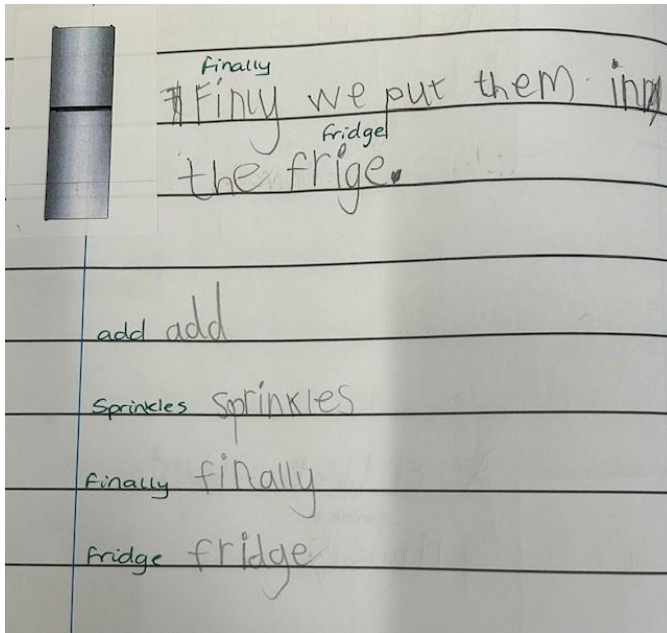 Finally
Finly we put them in
fridge
the frige.
add add
Sprinkles sprinkles
finally finally
fridge fridge